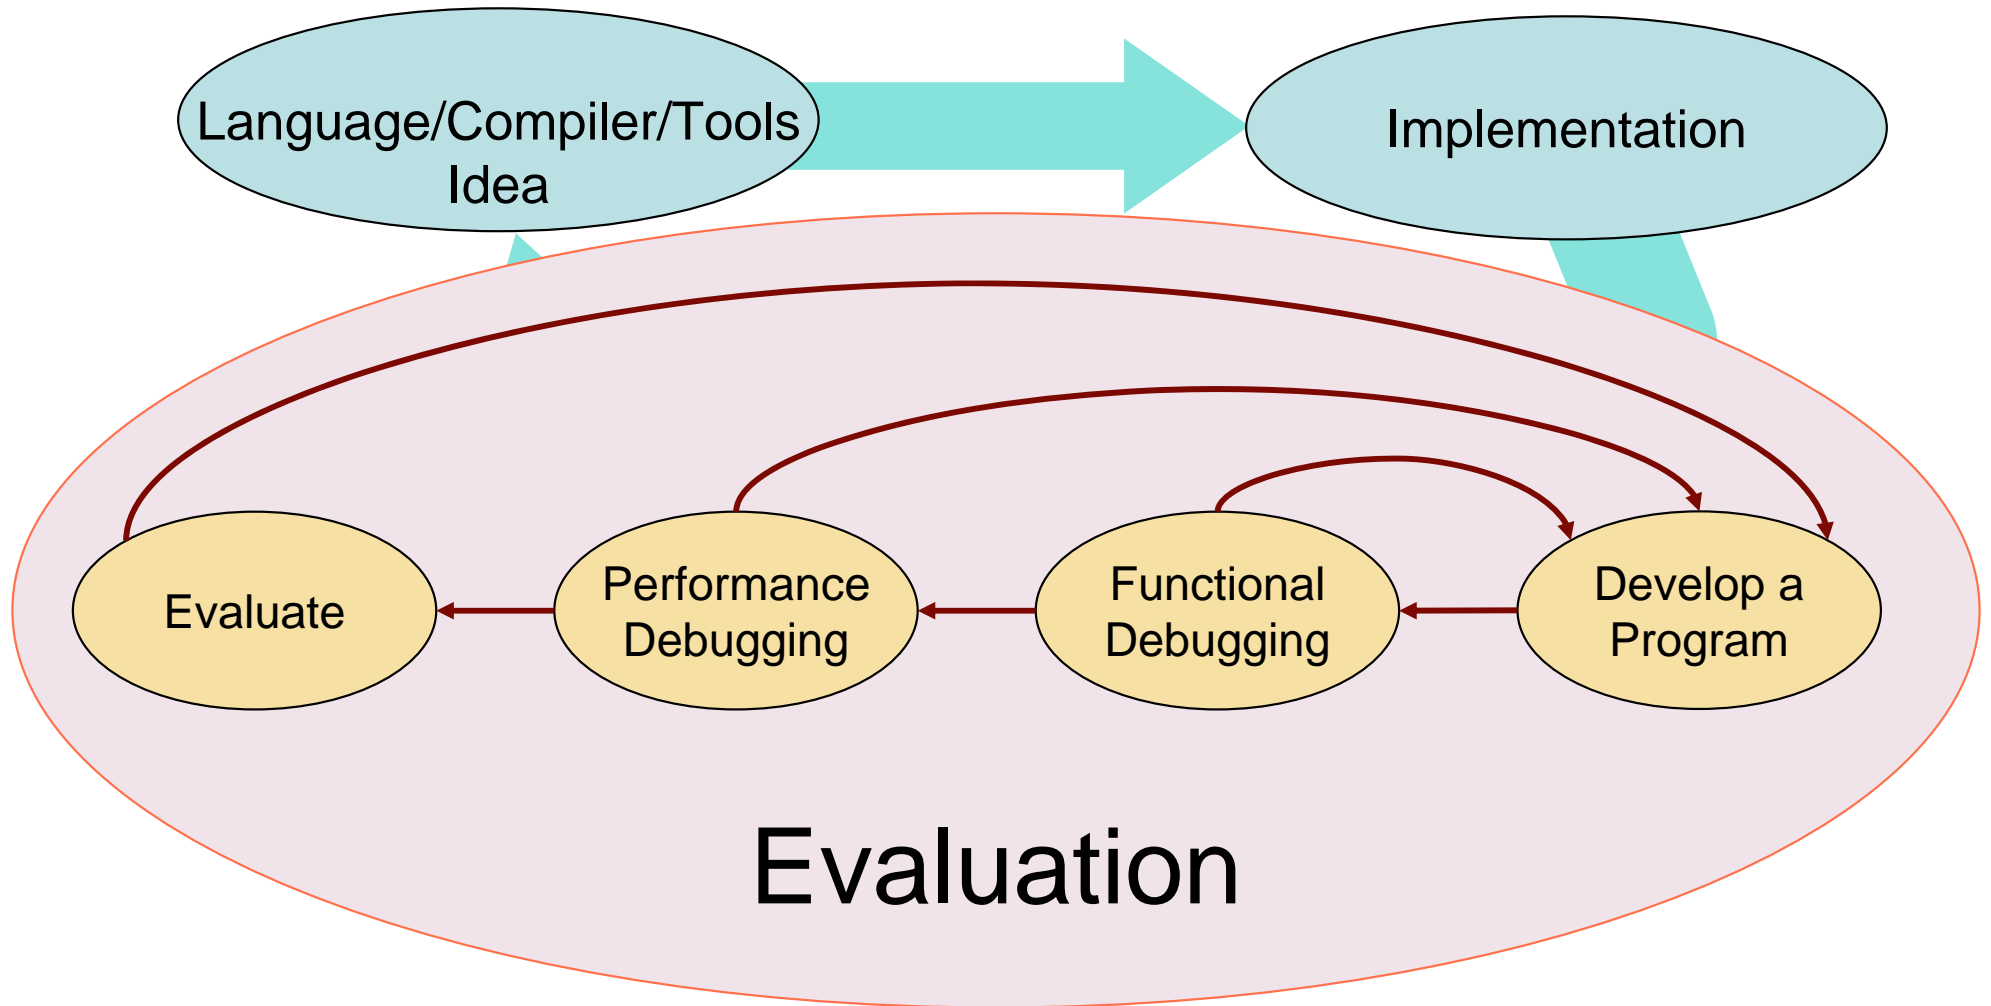 Language/Compiler/Tools
Idea
Implementation
Evaluate
Performance
Debugging
Functional
Debugging
Develop a
Program
Evaluation